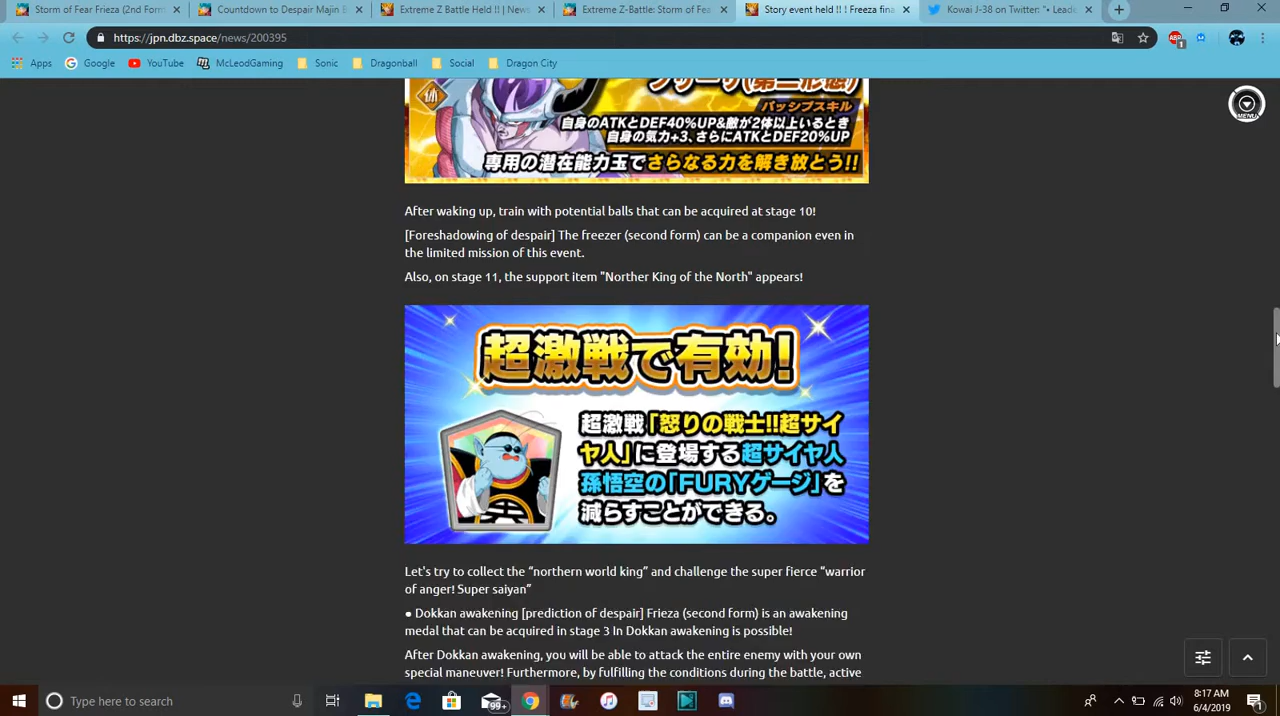 Storm of Fear Frieza (2nd Form
Countdown to Despair Majin B
Extreme Z Battle Held !! | News
Extreme Z-Battle: Storm of Fea
Story event held !! Freeza fina
Kowai J-38 on Twitter: "• Leade
https://jpn.dbz.space/news/200395
Apps Google YouTube McLeodGaming Sonic Dragonball Social Dragon City
フリーザ(第二形態)
体
パッシブスキル
自身のATKとDEF40%UP&敵が2体以上いるとき
自身の気力+3、さらにATKとDEF20%UP
専用の潜在能力玉でさらなる力を解き放とう!!
MENU
After waking up, train with potential balls that can be acquired at stage 10!
[Foreshadowing of despair] The freezer (second form) can be a companion even in
the limited mission of this event.
Also, on stage 11, the support item "Norther King of the North" appears!
超激戦で有効!
超激戦「怒りの戦士!!超サイ
ヤ人」に登場する超サイヤ人
孫悟空の「FURYゲージ」を
減らすことができる。
Let's try to collect the “northern world king” and challenge the super fierce “warrior
of anger! Super saiyan”
● Dokkan awakening [prediction of despair] Frieza (second form) is an awakening
medal that can be acquired in stage 3 In Dokkan awakening is possible!
After Dokkan awakening, you will be able to attack the entire enemy with your own
special maneuver! Furthermore, by fulfilling the conditions during the battle, active
Type here to search
99+
8:17 AM
6/4/2019
1